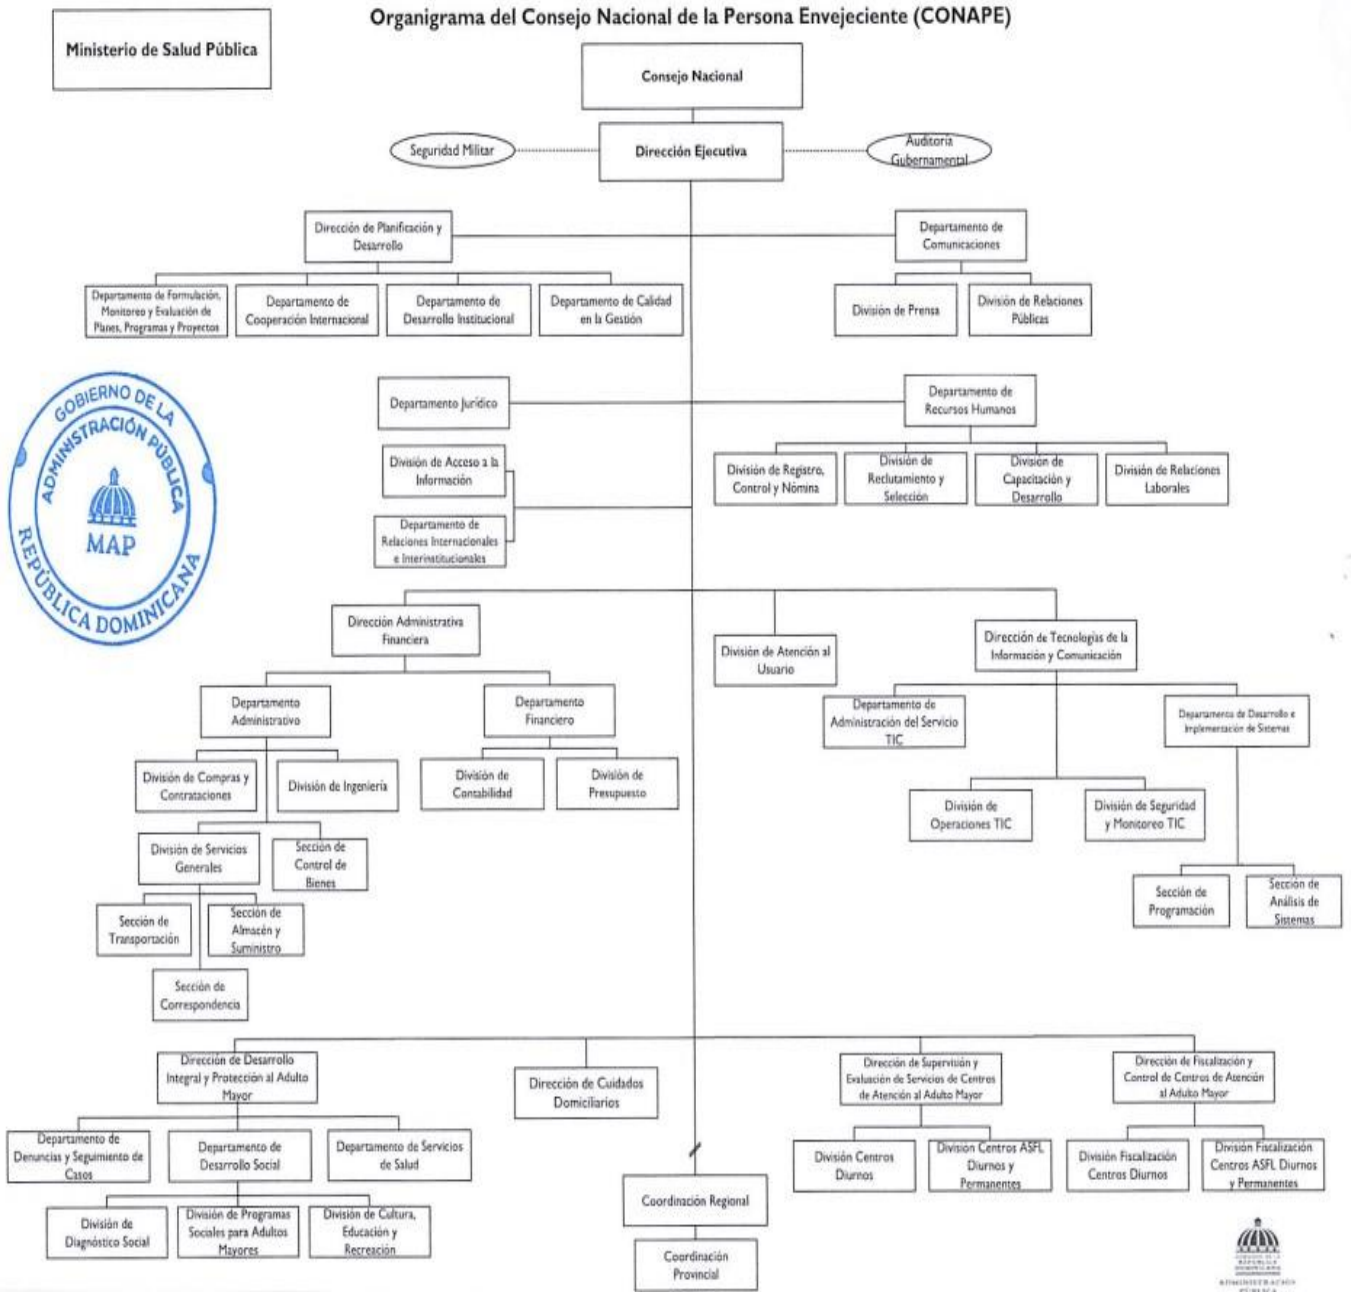 Organigrama del Consejo Nacional de la Persona Envejeciente (CONAPE)
Ministerio de Salud Pública
Consejo Nacional
Seguridad Militar
Dirección Ejecutiva
Auditoría
Gubernamental
Dirección de Planificación y
Desarrollo
Departamento de
Comunicaciones
Departamento de Formulación,
Monitoreo y Evaluación de
Planes, Programas y Proyectos
Departamento de
Cooperación Internacional
Departamento de
Desarrollo Institucional
Departamento de Calidad
en la Gestión
División de Prensa
División de Relaciones
Públicas
GOBIERNO DE LA
REPÚBLICA DOMINICANA
ADMINISTRACIÓN PÚBLICA
MAP
Departamento Jurídico
Departamento de
Recursos Humanos
División de Acceso a la
Información
División de Registro,
Control y Nómina
División de
Reclutamiento y
Selección
División de
Capacitación y
Desarrollo
División de Relaciones
Laborales
Departamento de
Relaciones Internacionales
e Interinstitucionales
Dirección Administrativa
Financiera
División de Atención al
Usuario
Dirección de Tecnologías de la
Información y Comunicación
Departamento
Administrativo
Departamento
Financiero
Departamento de
Administración del Servicio
TIC
Departamento de Desarrollo e
Implementación de Sistemas
División de Compras y
Contrataciones
División de Ingeniería
División de
Contabilidad
División de
Presupuesto
División de
Operaciones TIC
División de Seguridad
y Monitoreo TIC
División de Servicios
Generales
Sección de
Control de
Bienes
Sección de
Programación
Sección de
Análisis de
Sistemas
Sección de
Transportación
Sección de
Almacén y
Suministro
Sección de
Correspondencia
Dirección de Desarrollo
Integral y Protección al Adulto
Mayor
Dirección de Cuidados
Domiciliarios
Dirección de Supervisión y
Evaluación de Servicios de Centros
de Atención al Adulto Mayor
Dirección de Fiscalización y
Control de Centros de Atención
al Adulto Mayor
Departamento de
Denuncias y Seguimiento de
Casos
Departamento de
Desarrollo Social
Departamento de Servicios
de Salud
División Centros
Diurnos
División Centros ASFL
Diurnos y
Permanentes
División Fiscalización
Centros Diurnos
División Fiscalización
Centros ASFL Diurnos
y Permanentes
División de
Diagnóstico Social
División de Programas
Sociales para Adultos
Mayores
División de Cultura,
Educación y
Recreación
Coordinación Regional
Coordinación
Provincial
GOBIERNO DE LA
REPÚBLICA
DOMINICANA
ADMINISTRACIÓN
PÚBLICA